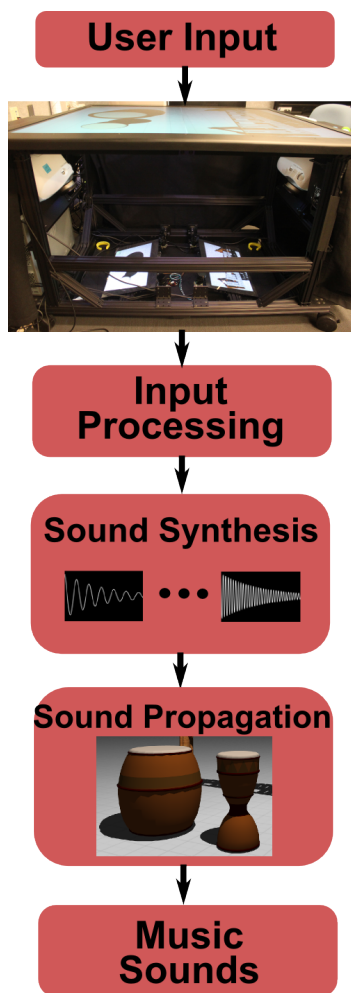 User Input
Input
Processing
Sound Synthesis
Sound Propagation
Music
Sounds